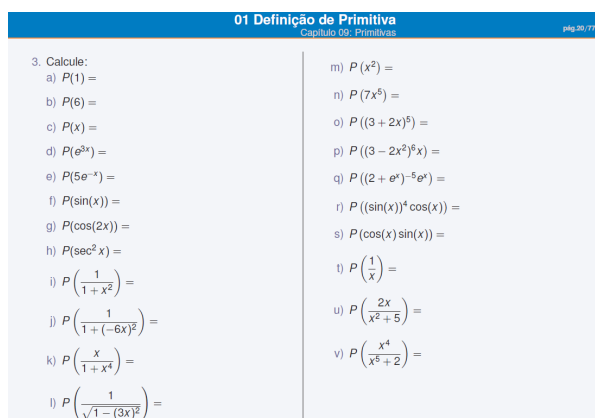 01 Definição de Primitiva
Capítulo 09: Primitivas
pág.20/77
3. Calcule:
a) P(1) =
b) P(6) =
c) P(x) =
d) P(e^{3x}) =
e) P(5e^{−x}) =
f) P(sin(x)) =
g) P(cos(2x)) =
h) P(sec² x) =
i) P(1/(1 + x²)) =
j) P(1/(1 + (−6x)²)) =
k) P(x/(1 + x⁴)) =
l) P(1/√(1 − (3x)²)) =
m) P(x²) =
n) P(7x⁵) =
o) P((3 + 2x)⁵) =
p) P((3 − 2x²)⁶x) =
q) P((2 + e^x)^{−5}e^x) =
r) P((sin(x))⁴ cos(x)) =
s) P(cos(x) sin(x)) =
t) P(1/x) =
u) P(2x/(x² + 5)) =
v) P(x⁴/(x⁵ + 2)) =